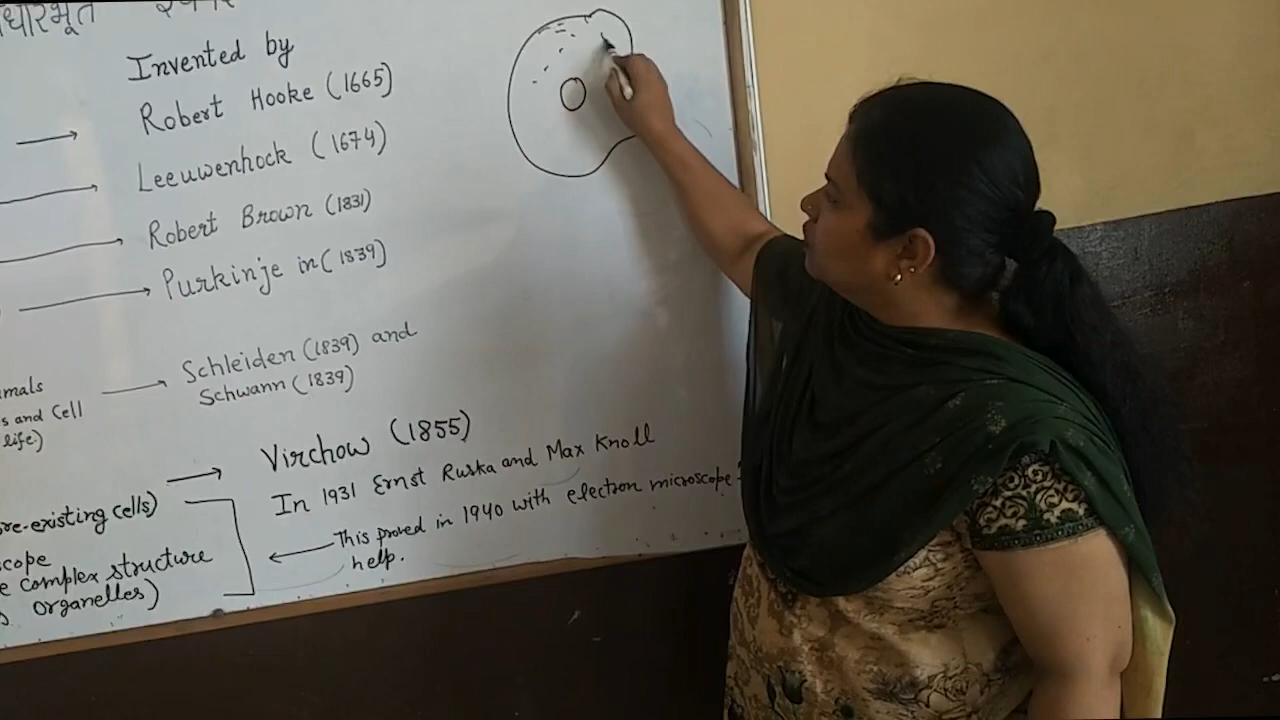 Invented by
Robert Hooke (1665)
Leeuwenhock (1674)
Robert Brown (1831)
Purkinje in (1839)
Schleiden (1839) and
Schwann (1839)
and Cell
life)
Virchow (1855)
In 1931 Ernst Ruska and Max Knoll
re-existing cells)
This proved in 1940 with electron microscope
help.
complex structure
organelles)